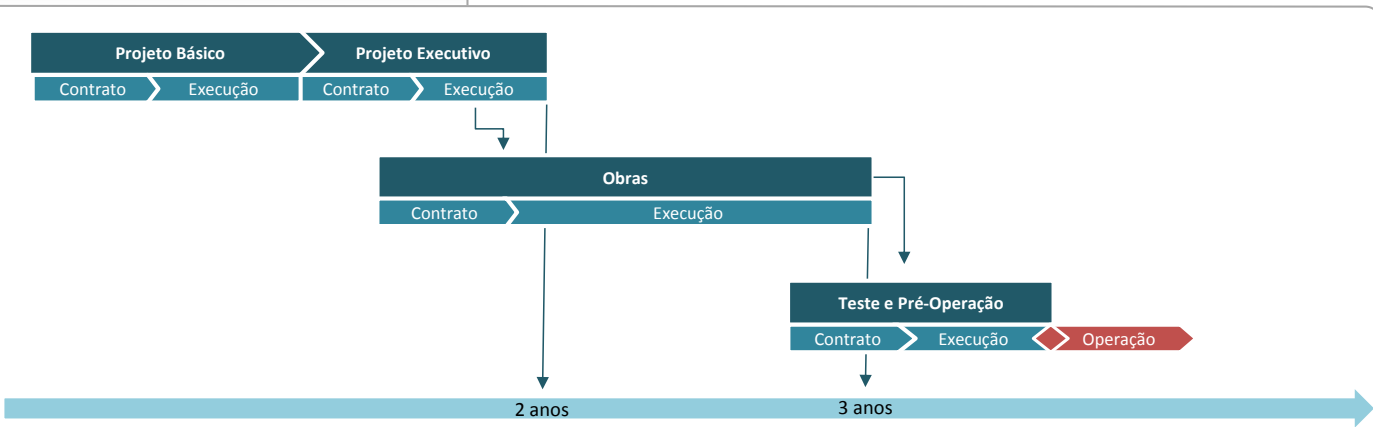 Projeto Básico
Projeto Executivo
Contrato
Execução
Contrato
Execução
Obras
Contrato
Execução
Teste e Pré-Operação
Contrato
Execução
Operação
2 anos
3 anos